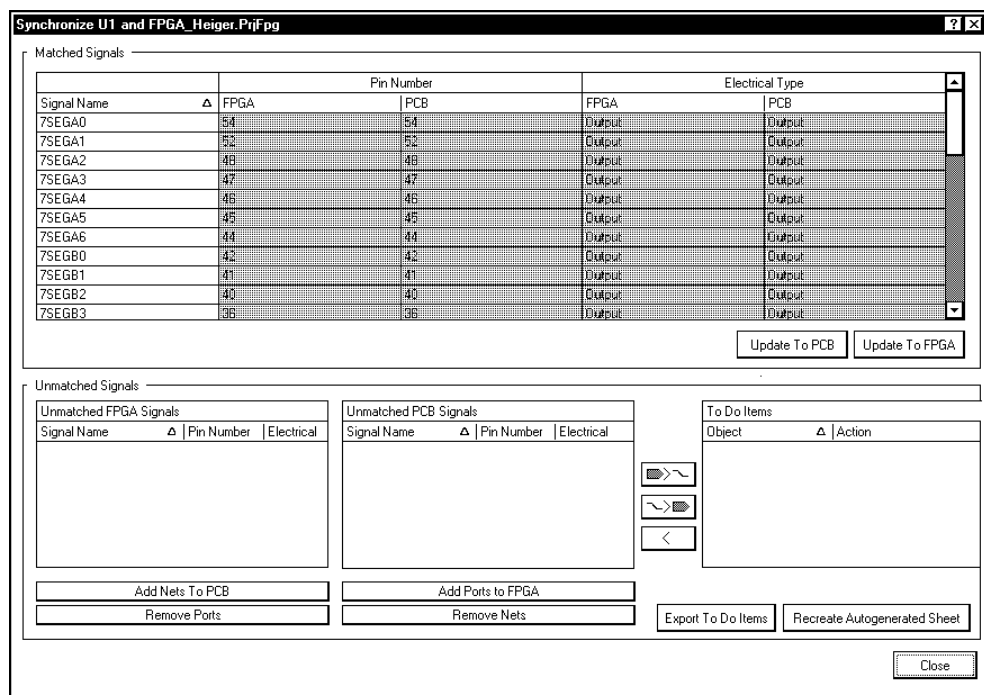 Synchronize U1 and FPGA_Heiger.PrjFpg
Matched Signals
Pin Number Electrical Type
Signal Name FPGA PCB FPGA PCB
7SEGA0 54 54 Output Output
7SEGA1 52 52 Output Output
7SEGA2 48 48 Output Output
7SEGA3 47 47 Output Output
7SEGA4 46 46 Output Output
7SEGA5 45 45 Output Output
7SEGA6 44 44 Output Output
7SEGB0 42 42 Output Output
7SEGB1 41 41 Output Output
7SEGB2 40 40 Output Output
7SEGB3 36 36 Output Output
Update To PCB Update To FPGA
Unmatched Signals
Unmatched FPGA Signals Unmatched PCB Signals To Do Items
Signal Name Pin Number Electrical Signal Name Pin Number Electrical Object Action
Add Nets To PCB Add Ports to FPGA
Remove Ports Remove Nets Export To Do Items Recreate Autogenerated Sheet
Close